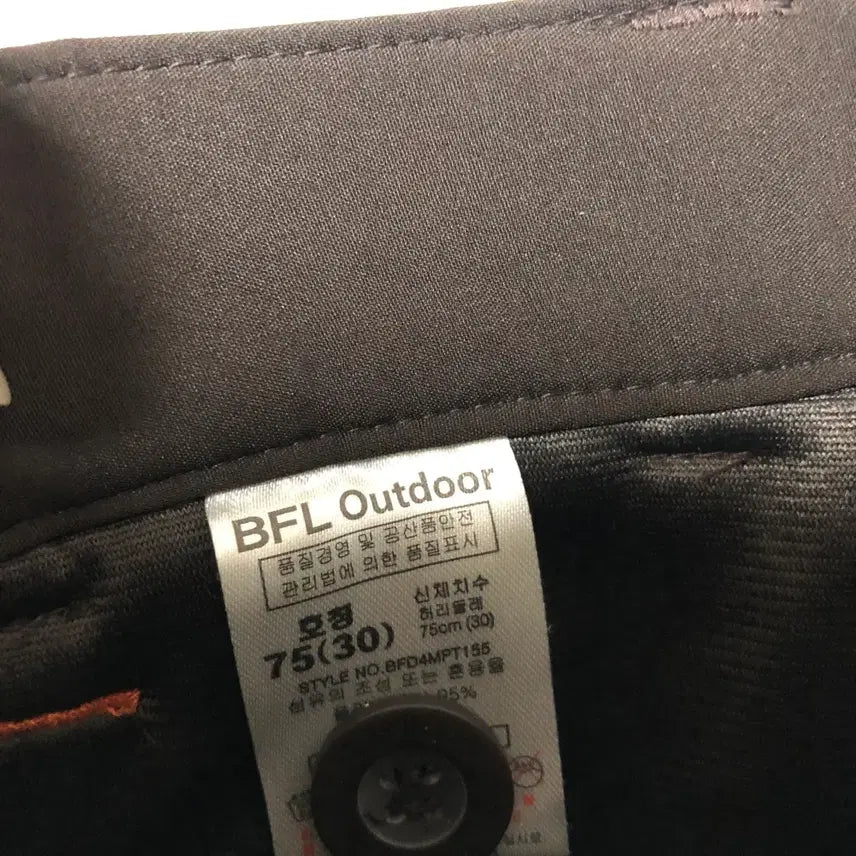 BFL Outdoor
품질경영 및 공산품안전
관리법에 의한 품질표시
호칭
75(30)
신체치수
허리둘레
75cm (30)
STYLE NO.BFD4MPT155
섬유의 조성 또는 혼용율
95%